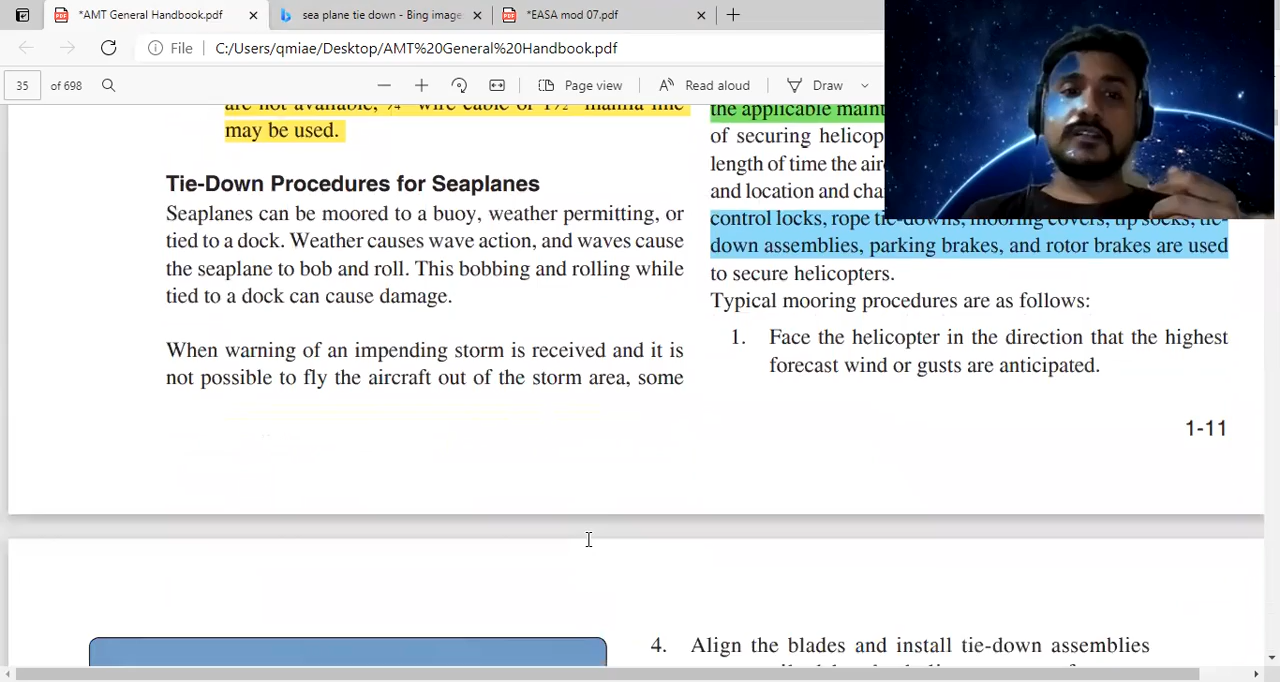 *AMT General Handbook.pdf
sea plane tie down - Bing image
*EASA mod 07.pdf
File
C:/Users/qmiae/Desktop/AMT%20General%20Handbook.pdf
35
of 698
Page view
Read aloud
Draw
are not available,
wire cable or
manila line
may be used.
Tie-Down Procedures for Seaplanes
Seaplanes can be moored to a buoy, weather permitting, or
tied to a dock. Weather causes wave action, and waves cause
the seaplane to bob and roll. This bobbing and rolling while
tied to a dock can cause damage.
When warning of an impending storm is received and it is
not possible to fly the aircraft out of the storm area, some
the applicable
of securing
length of time the
and location and
control locks, rope tie-downs, mooring covers, tip socks, tie-
down assemblies, parking brakes, and rotor brakes are used
to secure helicopters.
Typical mooring procedures are as follows:
1. Face the helicopter in the direction that the highest
forecast wind or gusts are anticipated.
1-11
4. Align the blades and install tie-down assemblies